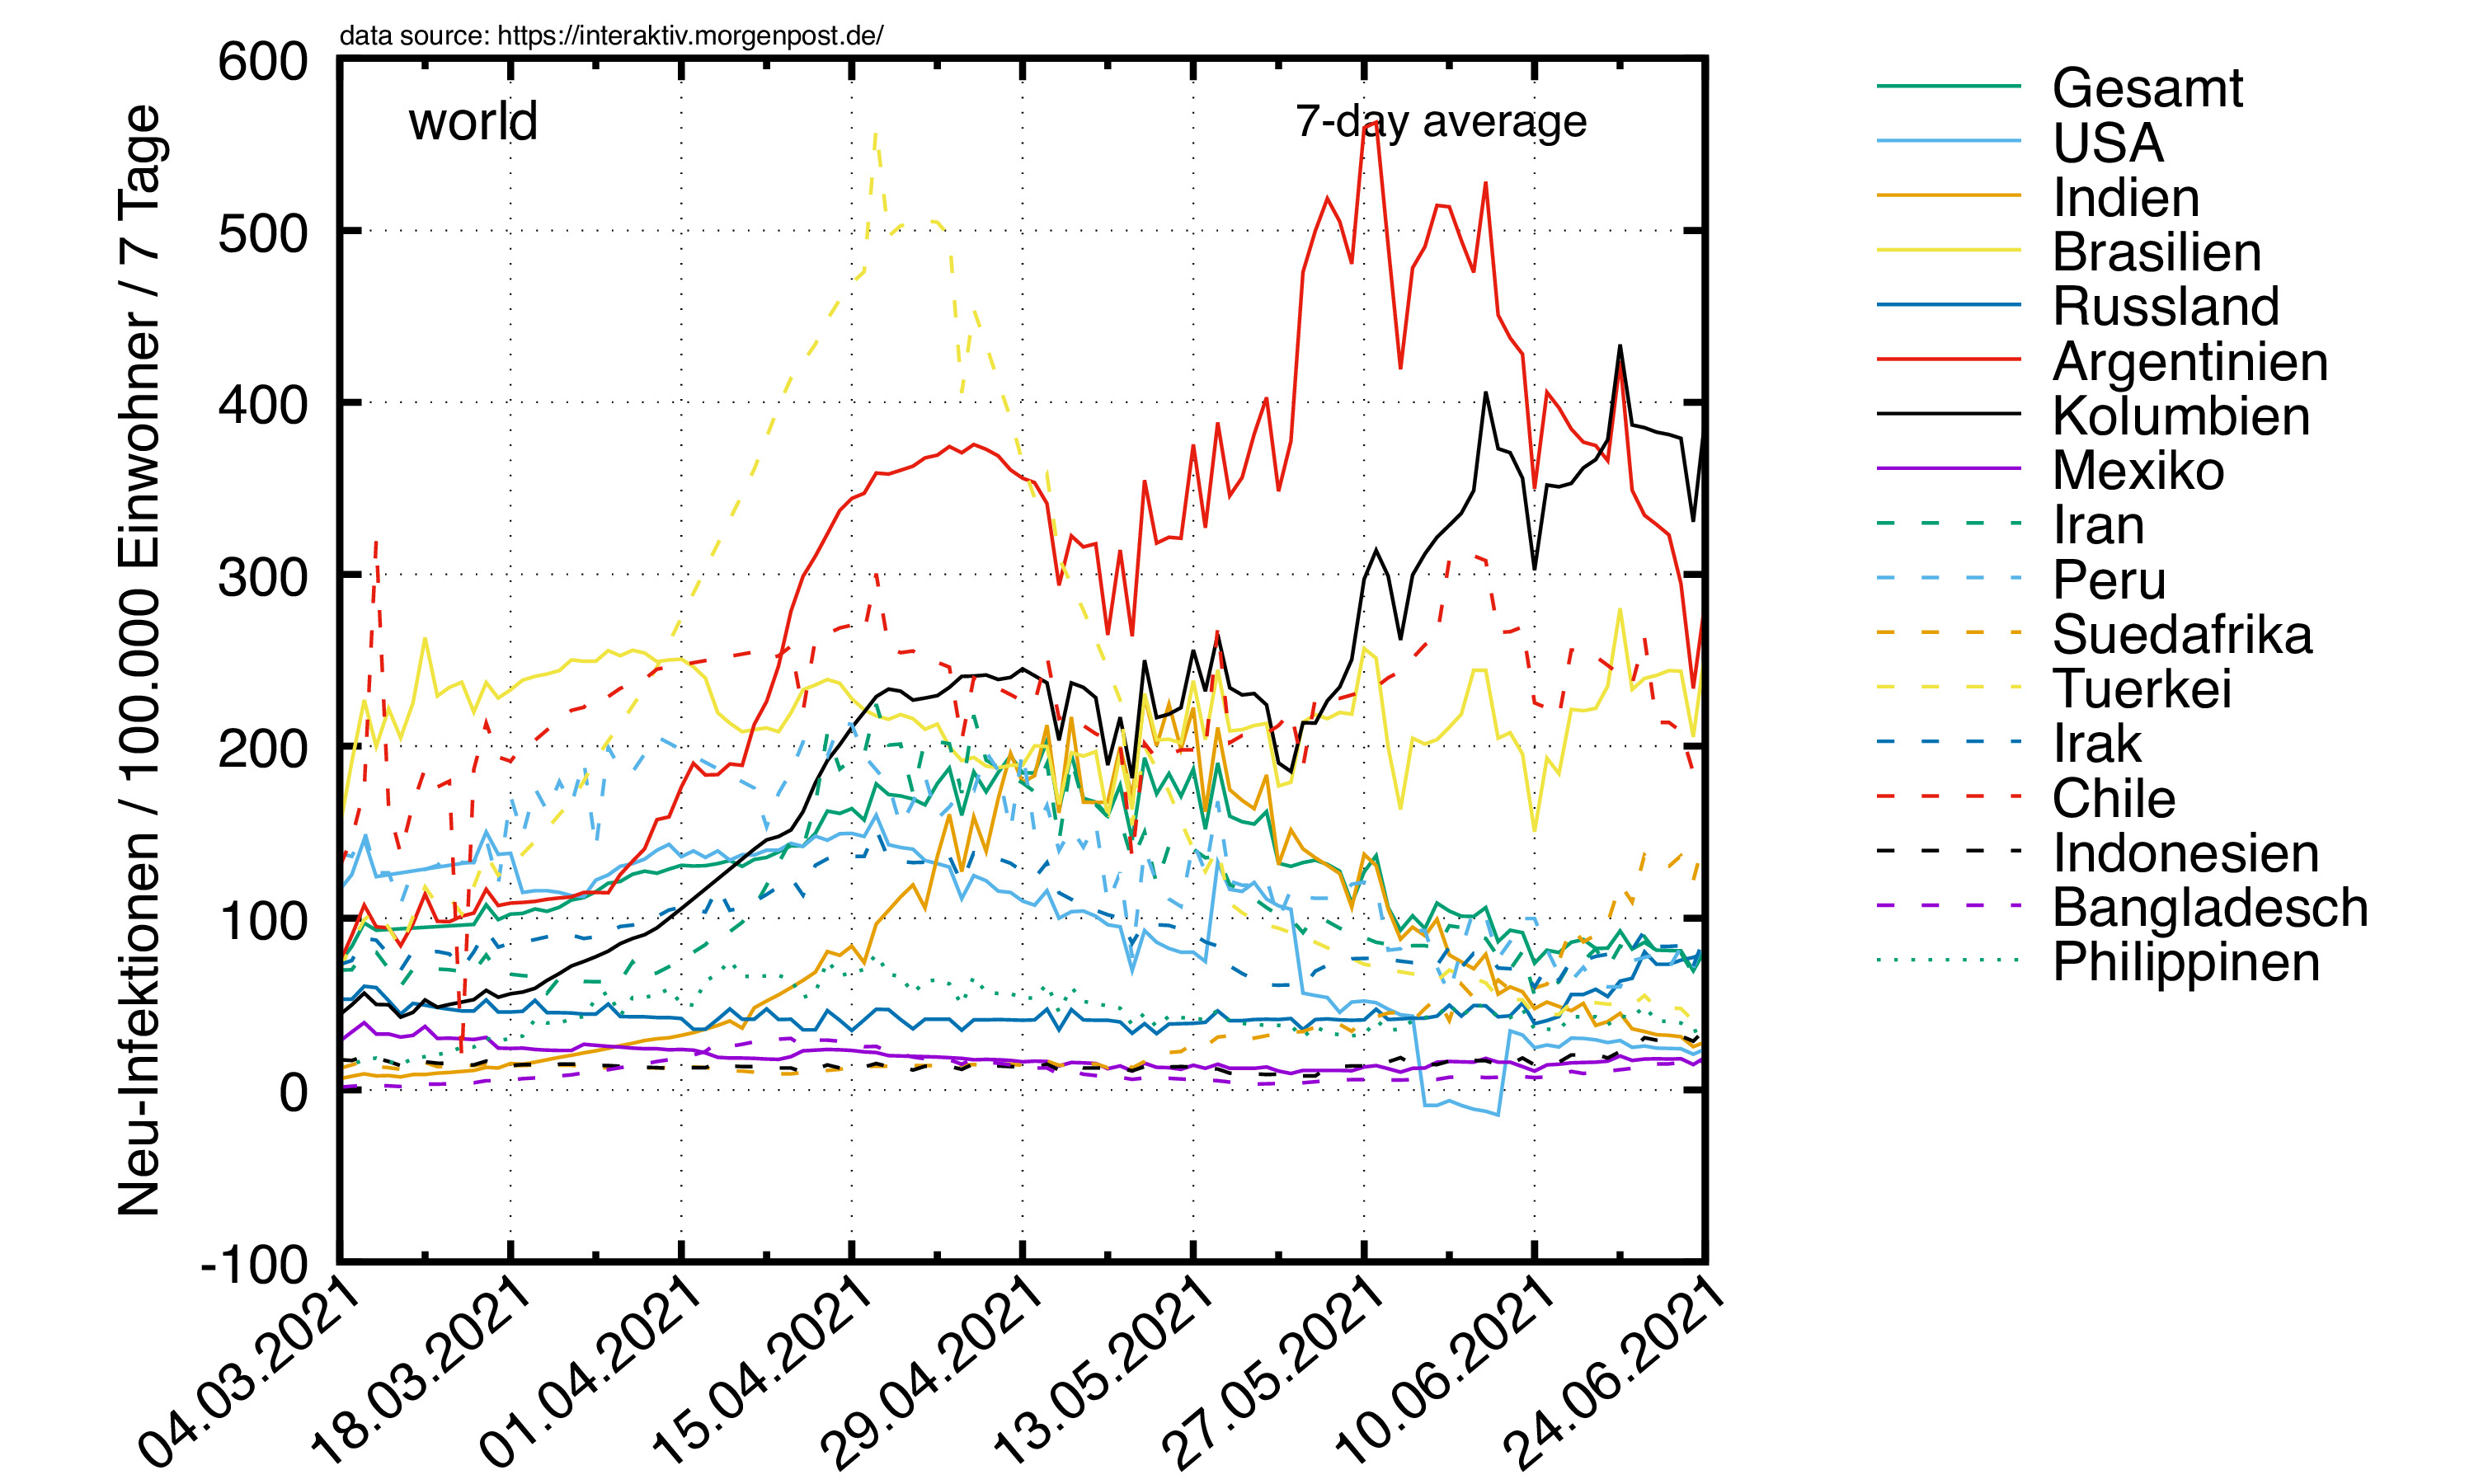 data source: https://interaktiv.morgenpost.de/
world
7-day average
Neu-Infektionen / 100.000 Einwohner / 7 Tage
600
500
400
300
200
100
0
-100
04.03.2021
18.03.2021
01.04.2021
15.04.2021
29.04.2021
13.05.2021
27.05.2021
10.06.2021
24.06.2021
Gesamt
USA
Indien
Brasilien
Russland
Argentinien
Kolumbien
Mexiko
Iran
Peru
Suedafrika
Tuerkei
Irak
Chile
Indonesien
Bangladesch
Philippinen